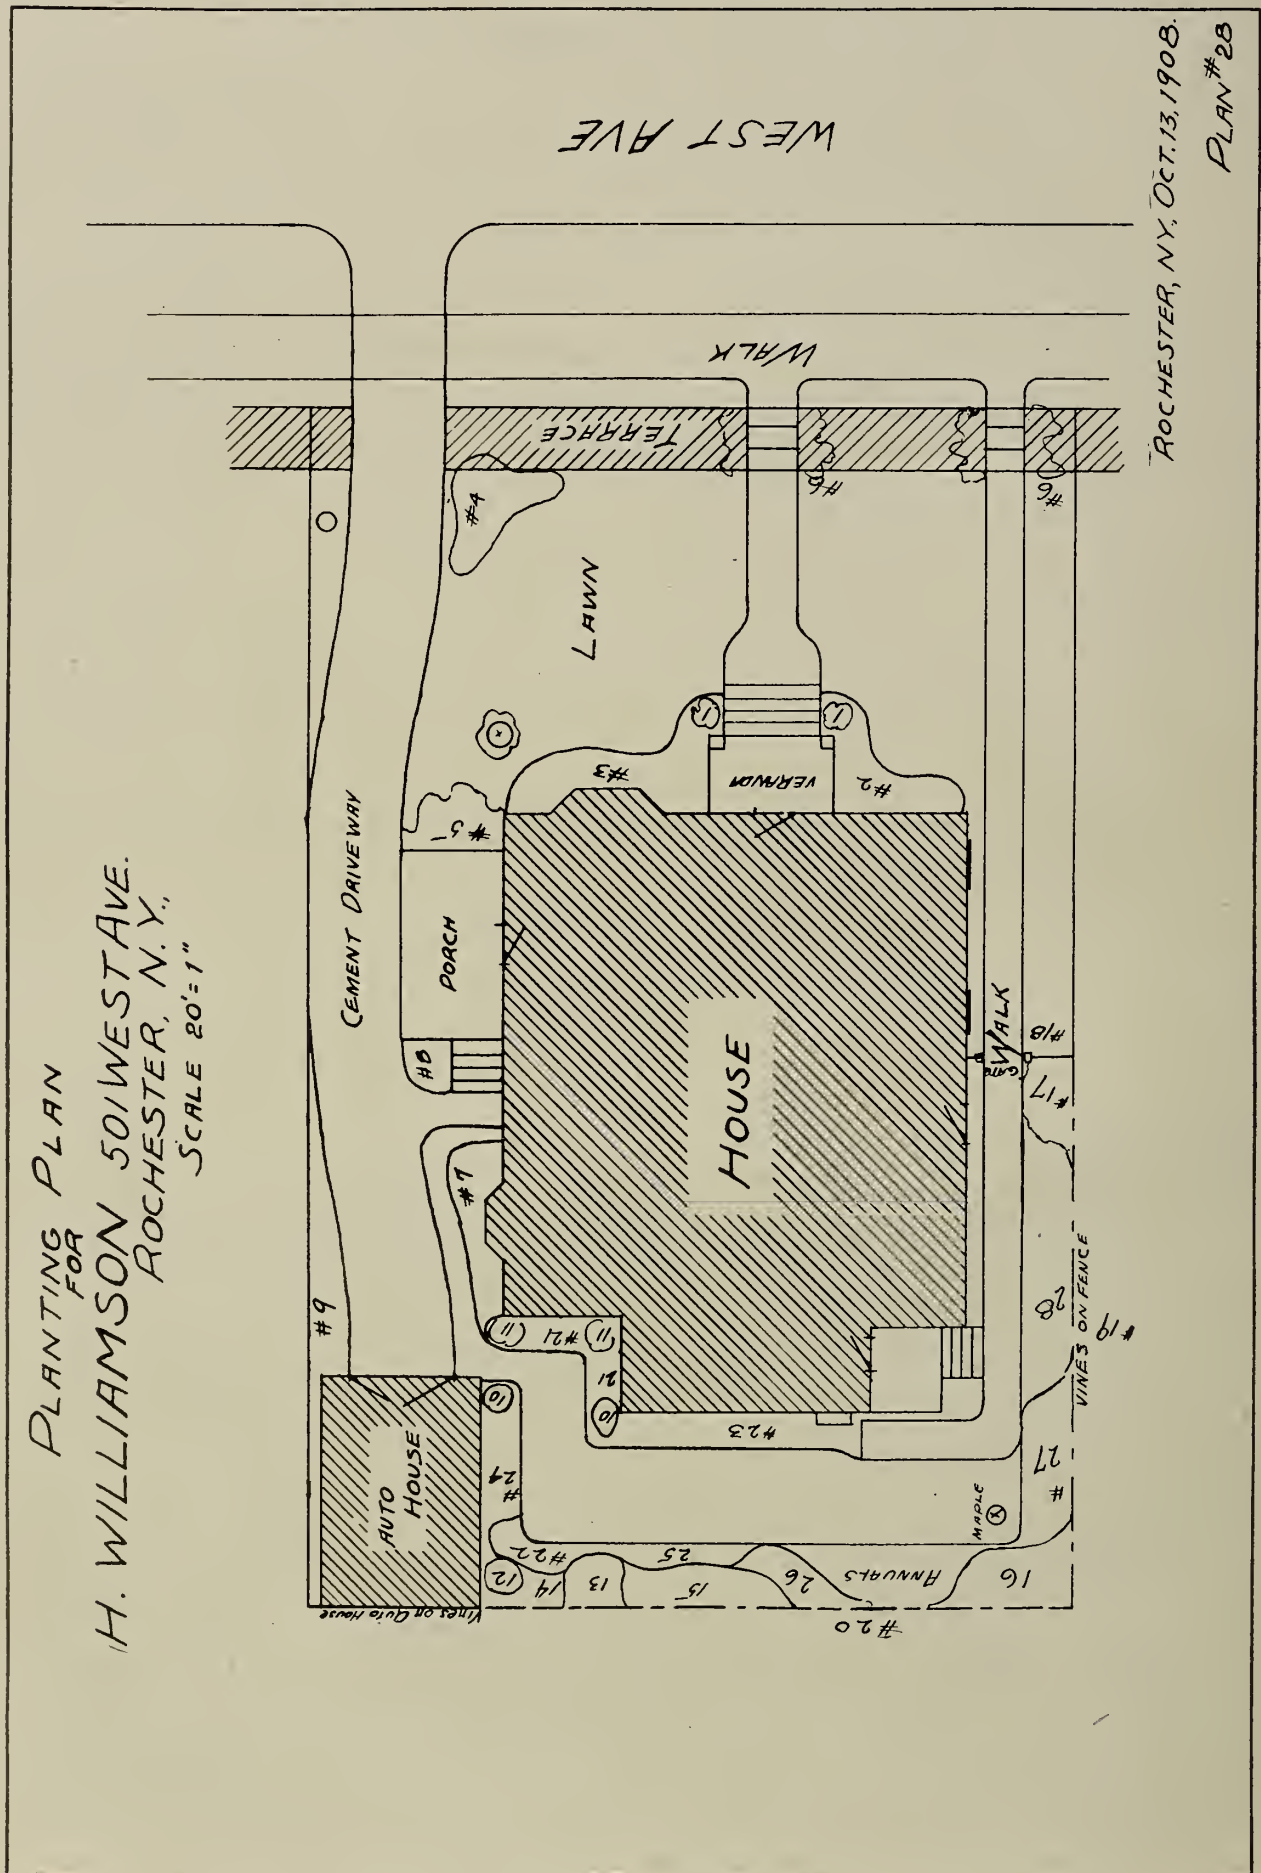 PLANTING PLAN
FOR
H. WILLIAMSON 501 WEST AVE.
ROCHESTER, N.Y.,
SCALE 20'=1"
WEST AVE
WALK
TERRACE
#6
#6
#4
LAWN
1
1
VERANDA
#2
#3
#5
CEMENT DRIVEWAY
PORCH
#8
HOUSE
WALK
GATE
#18
#17
#7
#9
28
VINES ON FENCE
#19
11
#21
11
21
10
10
#23
#24
AUTO
HOUSE
27
#
MAPLE
12
#22
14
13
25
15
26
ANNUALS
16
#20
Vines on Auto House
ROCHESTER, N.Y., OCT. 13, 1908.
PLAN #28